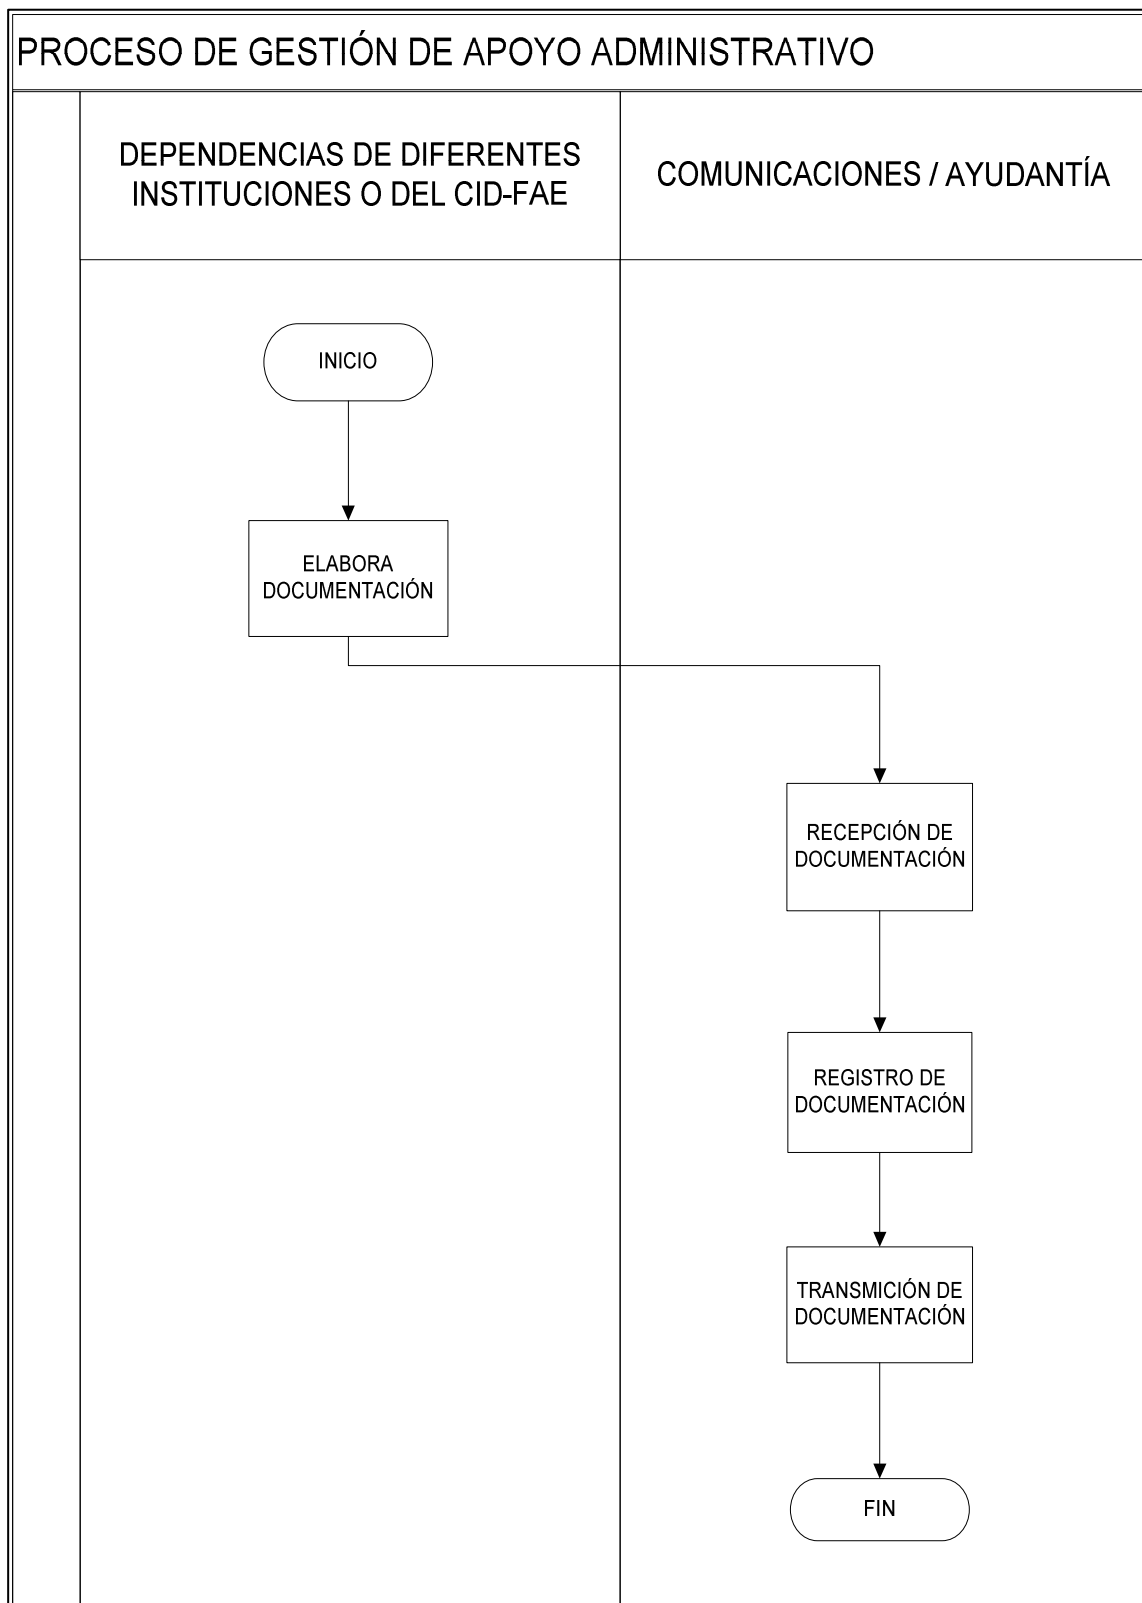 PROCESO DE GESTIÓN DE APOYO ADMINISTRATIVO
DEPENDENCIAS DE DIFERENTES
INSTITUCIONES O DEL CID-FAE
COMUNICACIONES / AYUDANTÍA
INICIO
ELABORA
DOCUMENTACIÓN
RECEPCIÓN DE
DOCUMENTACIÓN
REGISTRO DE
DOCUMENTACIÓN
TRANSMICIÓN DE
DOCUMENTACIÓN
FIN